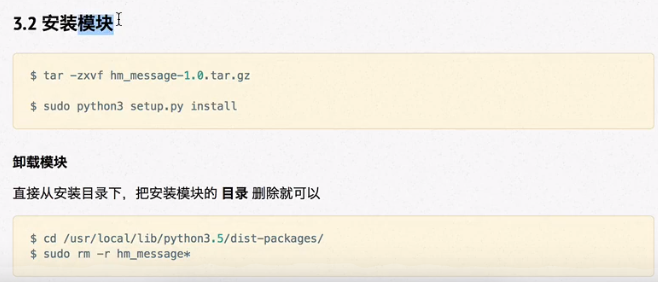 3.2 安装模块
$ tar -zxvf hm_message-1.0.tar.gz
$ sudo python3 setup.py install
卸载模块
直接从安装目录下，把安装模块的 目录 删除就可以
$ cd /usr/local/lib/python3.5/dist-packages/
$ sudo rm -r hm_message*